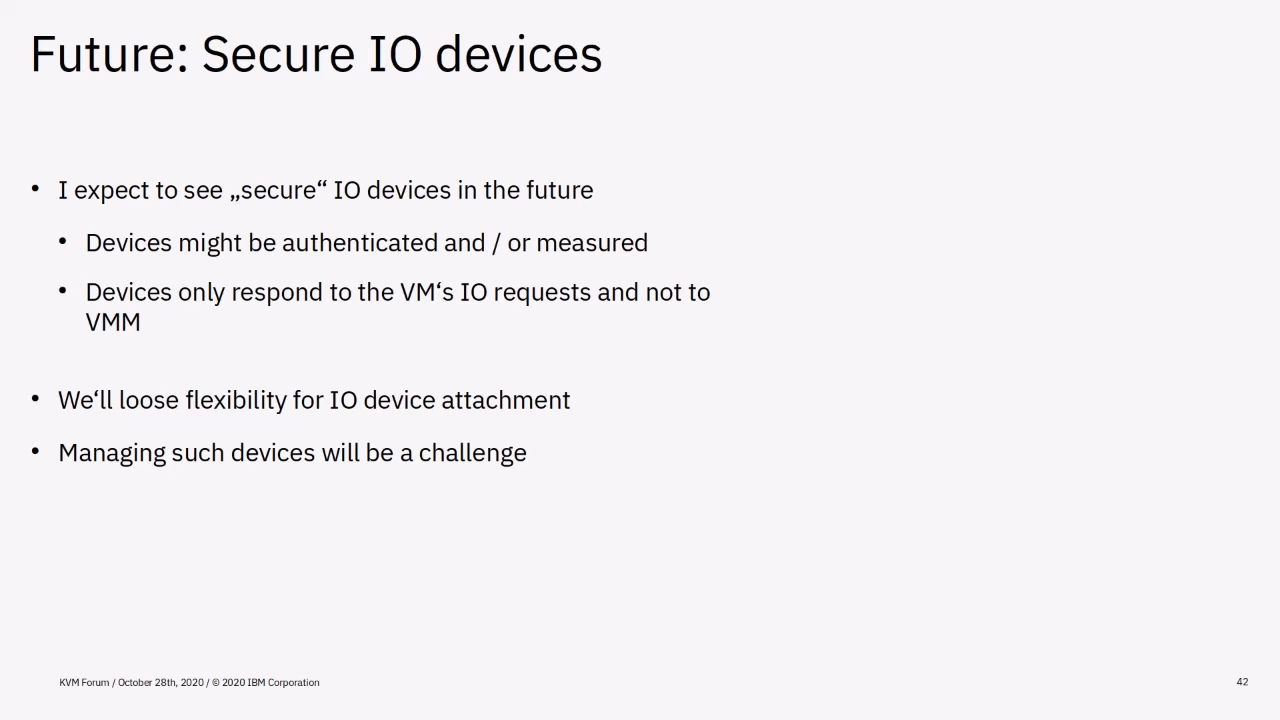 Future: Secure IO devices
• I expect to see „secure“ IO devices in the future
• Devices might be authenticated and / or measured
• Devices only respond to the VM‘s IO requests and not to
VMM
• We‘ll loose flexibility for IO device attachment
• Managing such devices will be a challenge
KVM Forum / October 28th, 2020 / © 2020 IBM Corporation
42